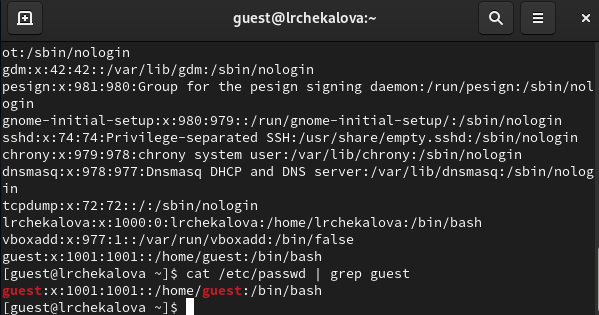 guest@lrchekalova:~
ot:/sbin/nologin
gdm:x:42:42::/var/lib/gdm:/sbin/nologin
pesign:x:981:980:Group for the pesign signing daemon:/run/pesign:/sbin/nol
ogin
gnome-initial-setup:x:980:979::/run/gnome-initial-setup/:/sbin/nologin
sshd:x:74:74:Privilege-separated SSH:/usr/share/empty.sshd:/sbin/nologin
chrony:x:979:978:chrony system user:/var/lib/chrony:/sbin/nologin
dnsmasq:x:978:977:Dnsmasq DHCP and DNS server:/var/lib/dnsmasq:/sbin/nolog
in
tcpdump:x:72:72::/:/sbin/nologin
lrchekalova:x:1000:0:lrchekalova:/home/lrchekalova:/bin/bash
vboxadd:x:977:1::/var/run/vboxadd:/bin/false
guest:x:1001:1001::/home/guest:/bin/bash
[guest@lrchekalova ~]$ cat /etc/passwd | grep guest
guest:x:1001:1001::/home/guest:/bin/bash
[guest@lrchekalova ~]$